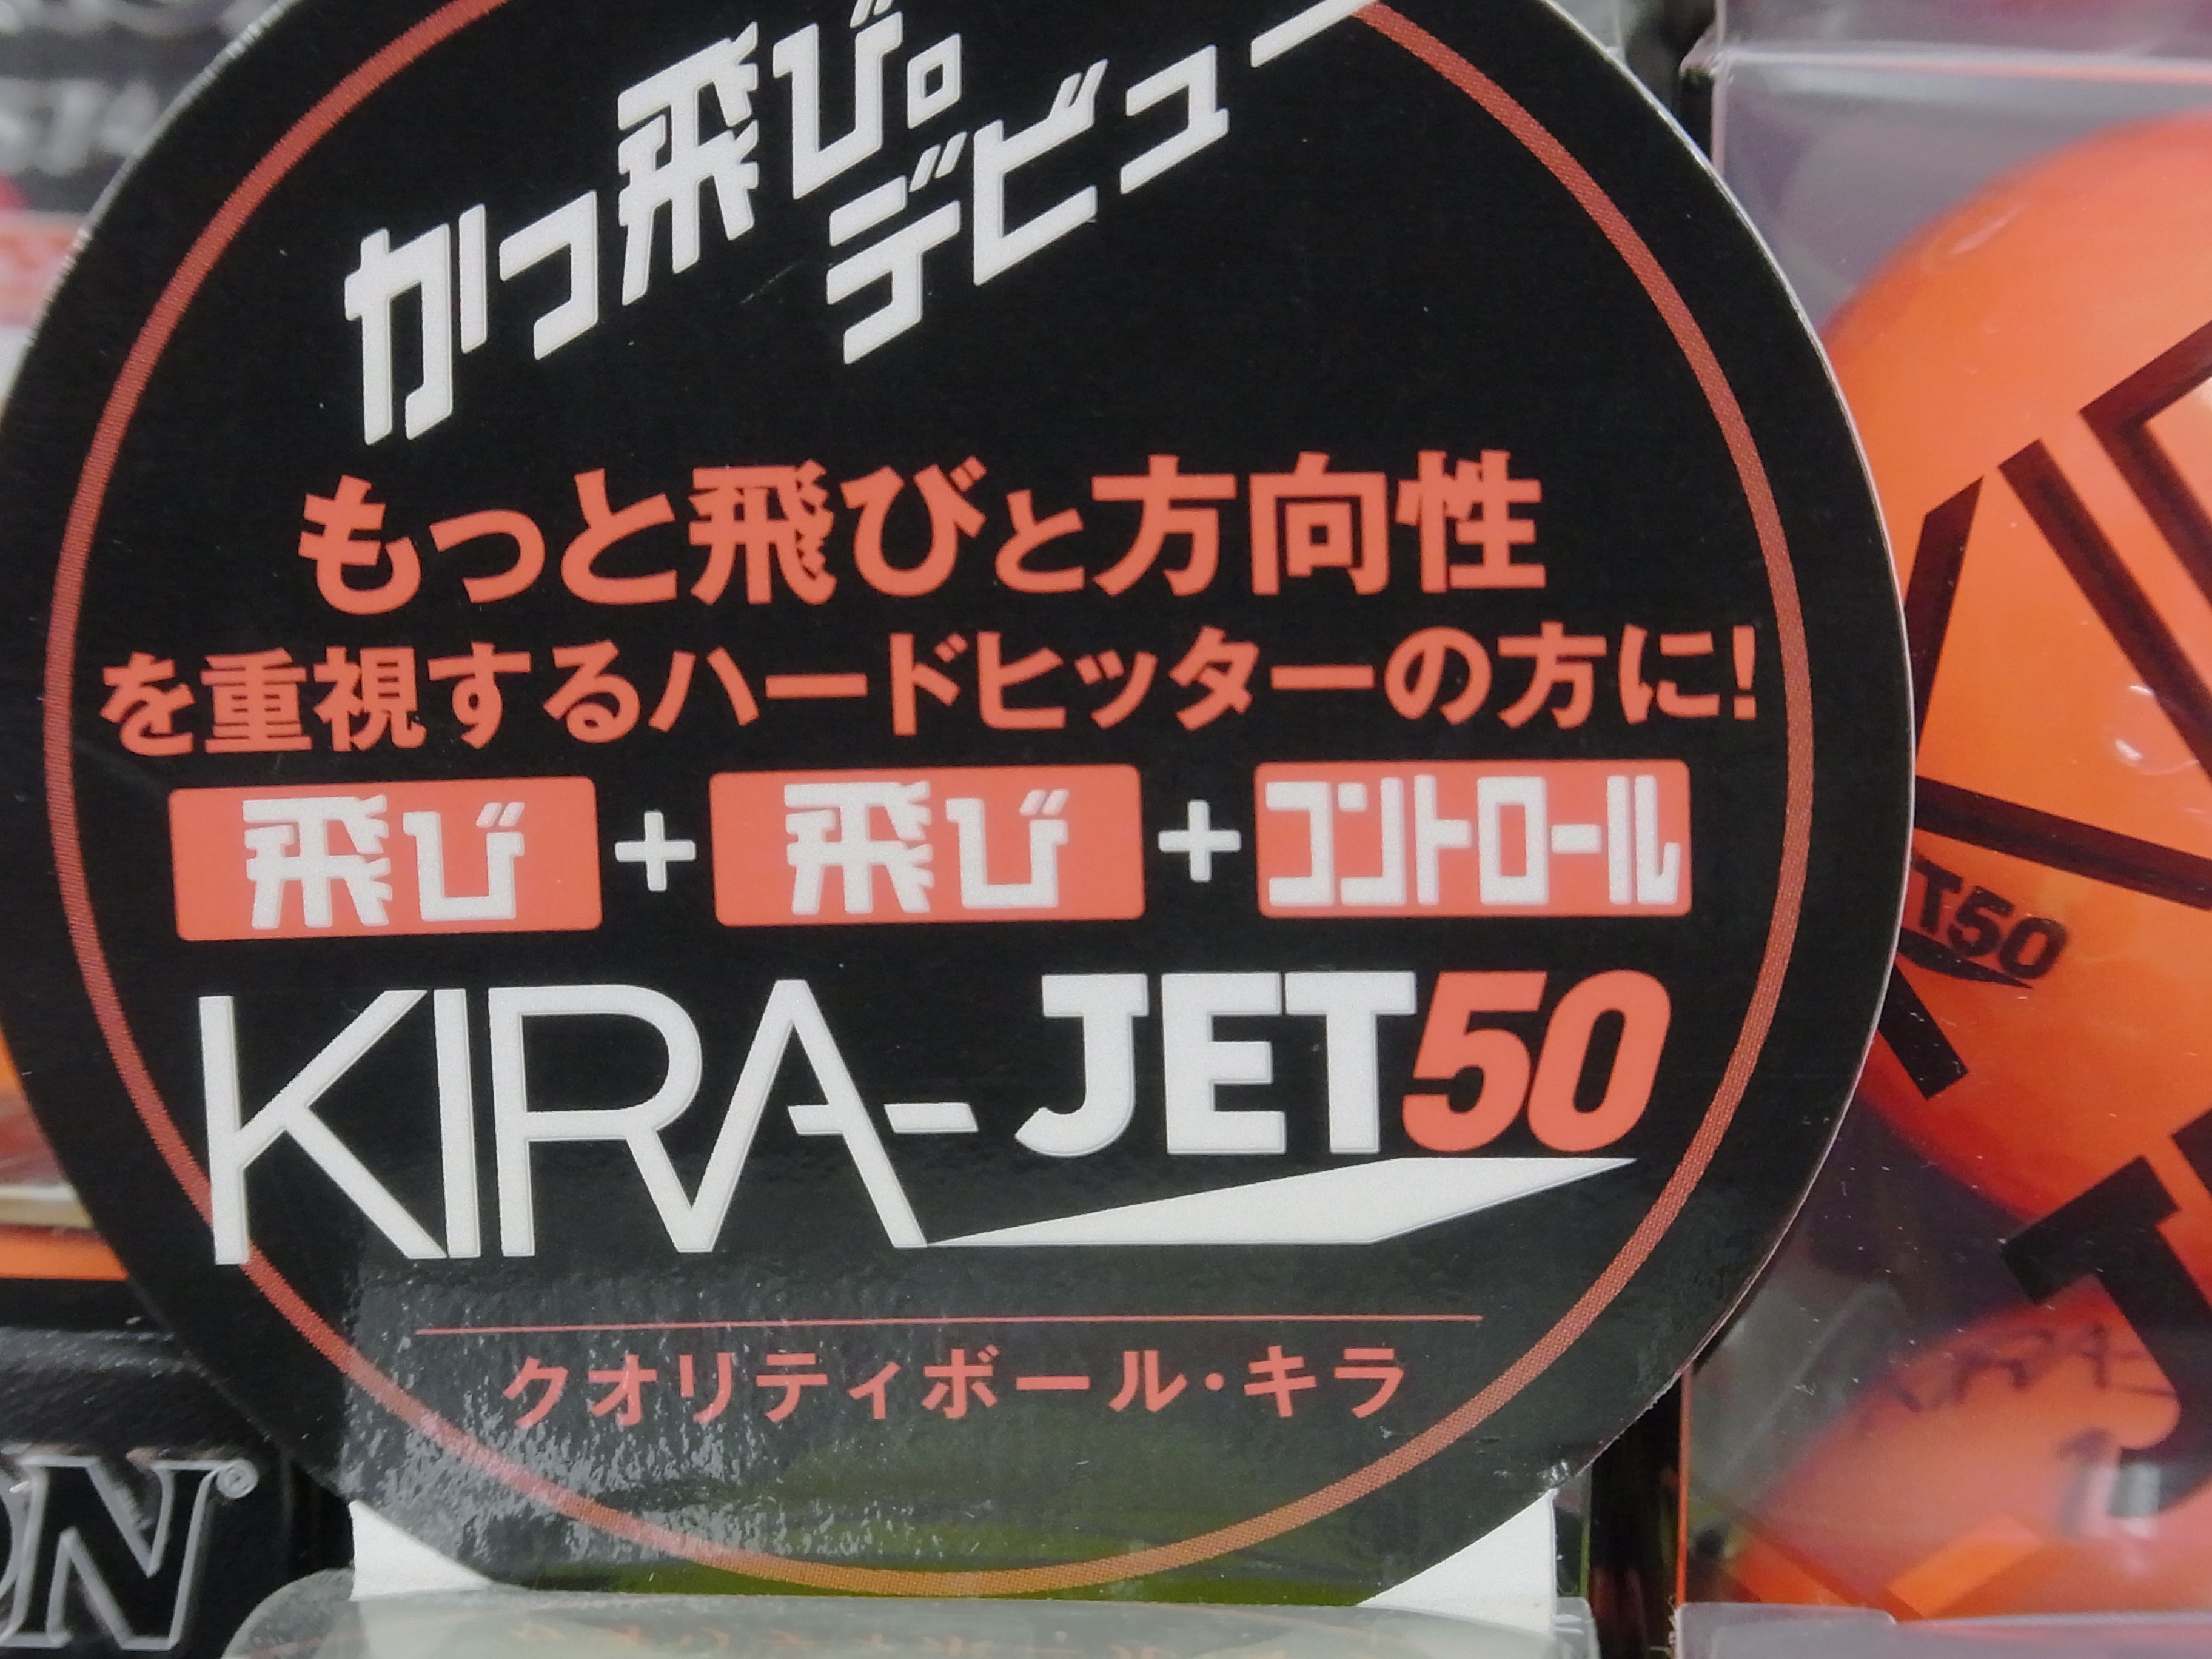 かっ飛び。
デビュー
もっと飛びと方向性
を重視するハードヒッターの方に!
飛び + 飛び + コントロール
KIRA-JET50
クオリティボール・キラ
T50